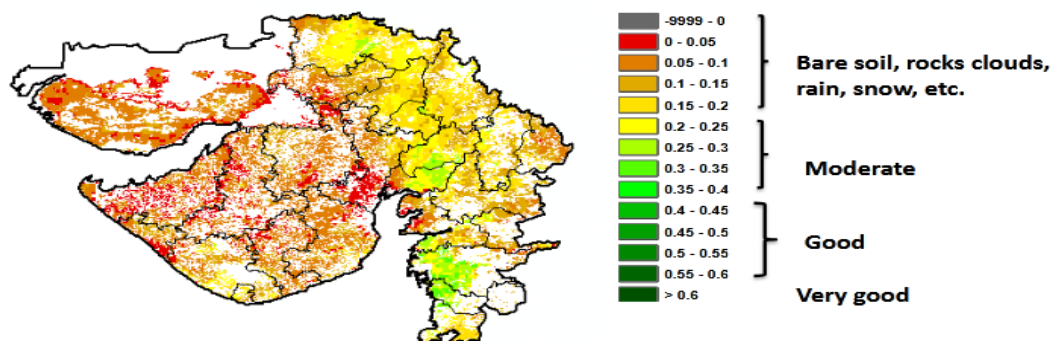 -9999 - 0
0 - 0.05
0.05 - 0.1
0.1 - 0.15
0.15 - 0.2
0.2 - 0.25
0.25 - 0.3
0.3 - 0.35
0.35 - 0.4
0.4 - 0.45
0.45 - 0.5
0.5 - 0.55
0.55 - 0.6
> 0.6
Bare soil, rocks clouds,
rain, snow, etc.
Moderate
Good
Very good